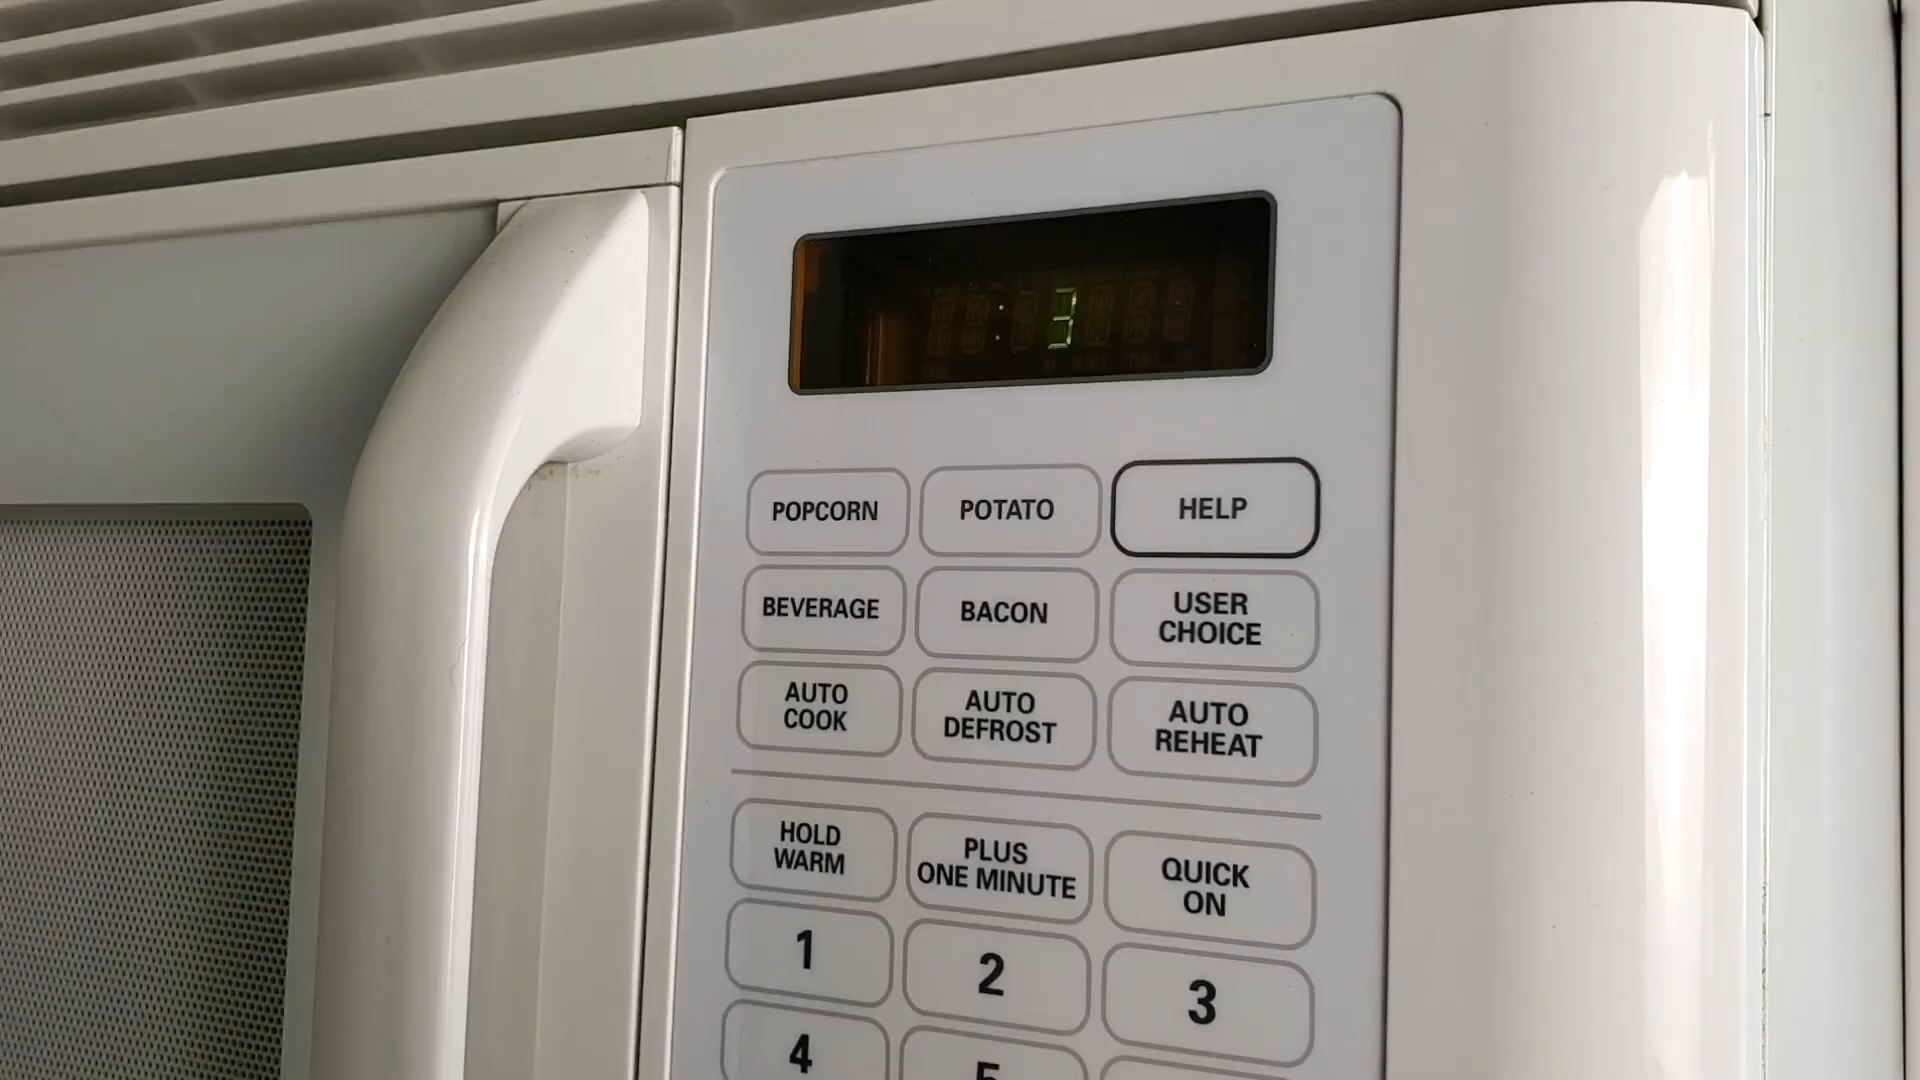 : 3
POPCORN
POTATO
HELP
BEVERAGE
BACON
USER
CHOICE
AUTO
COOK
AUTO
DEFROST
AUTO
REHEAT
HOLD
WARM
PLUS
ONE MINUTE
QUICK
ON
1
2
3
4
5